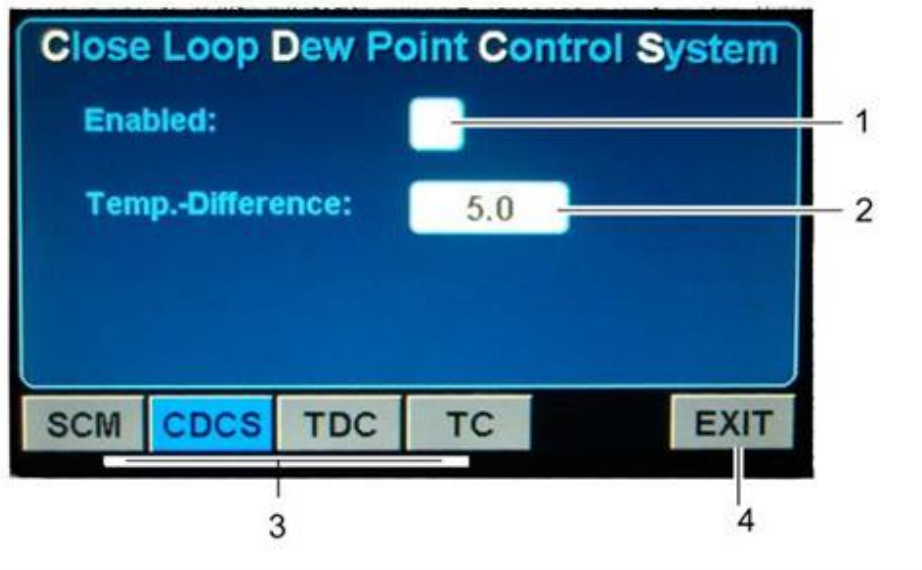 Close Loop Dew Point Control System
Enabled:
1
Temp.-Difference:
5.0
2
SCM
CDCS
TDC
TC
EXIT
3
4